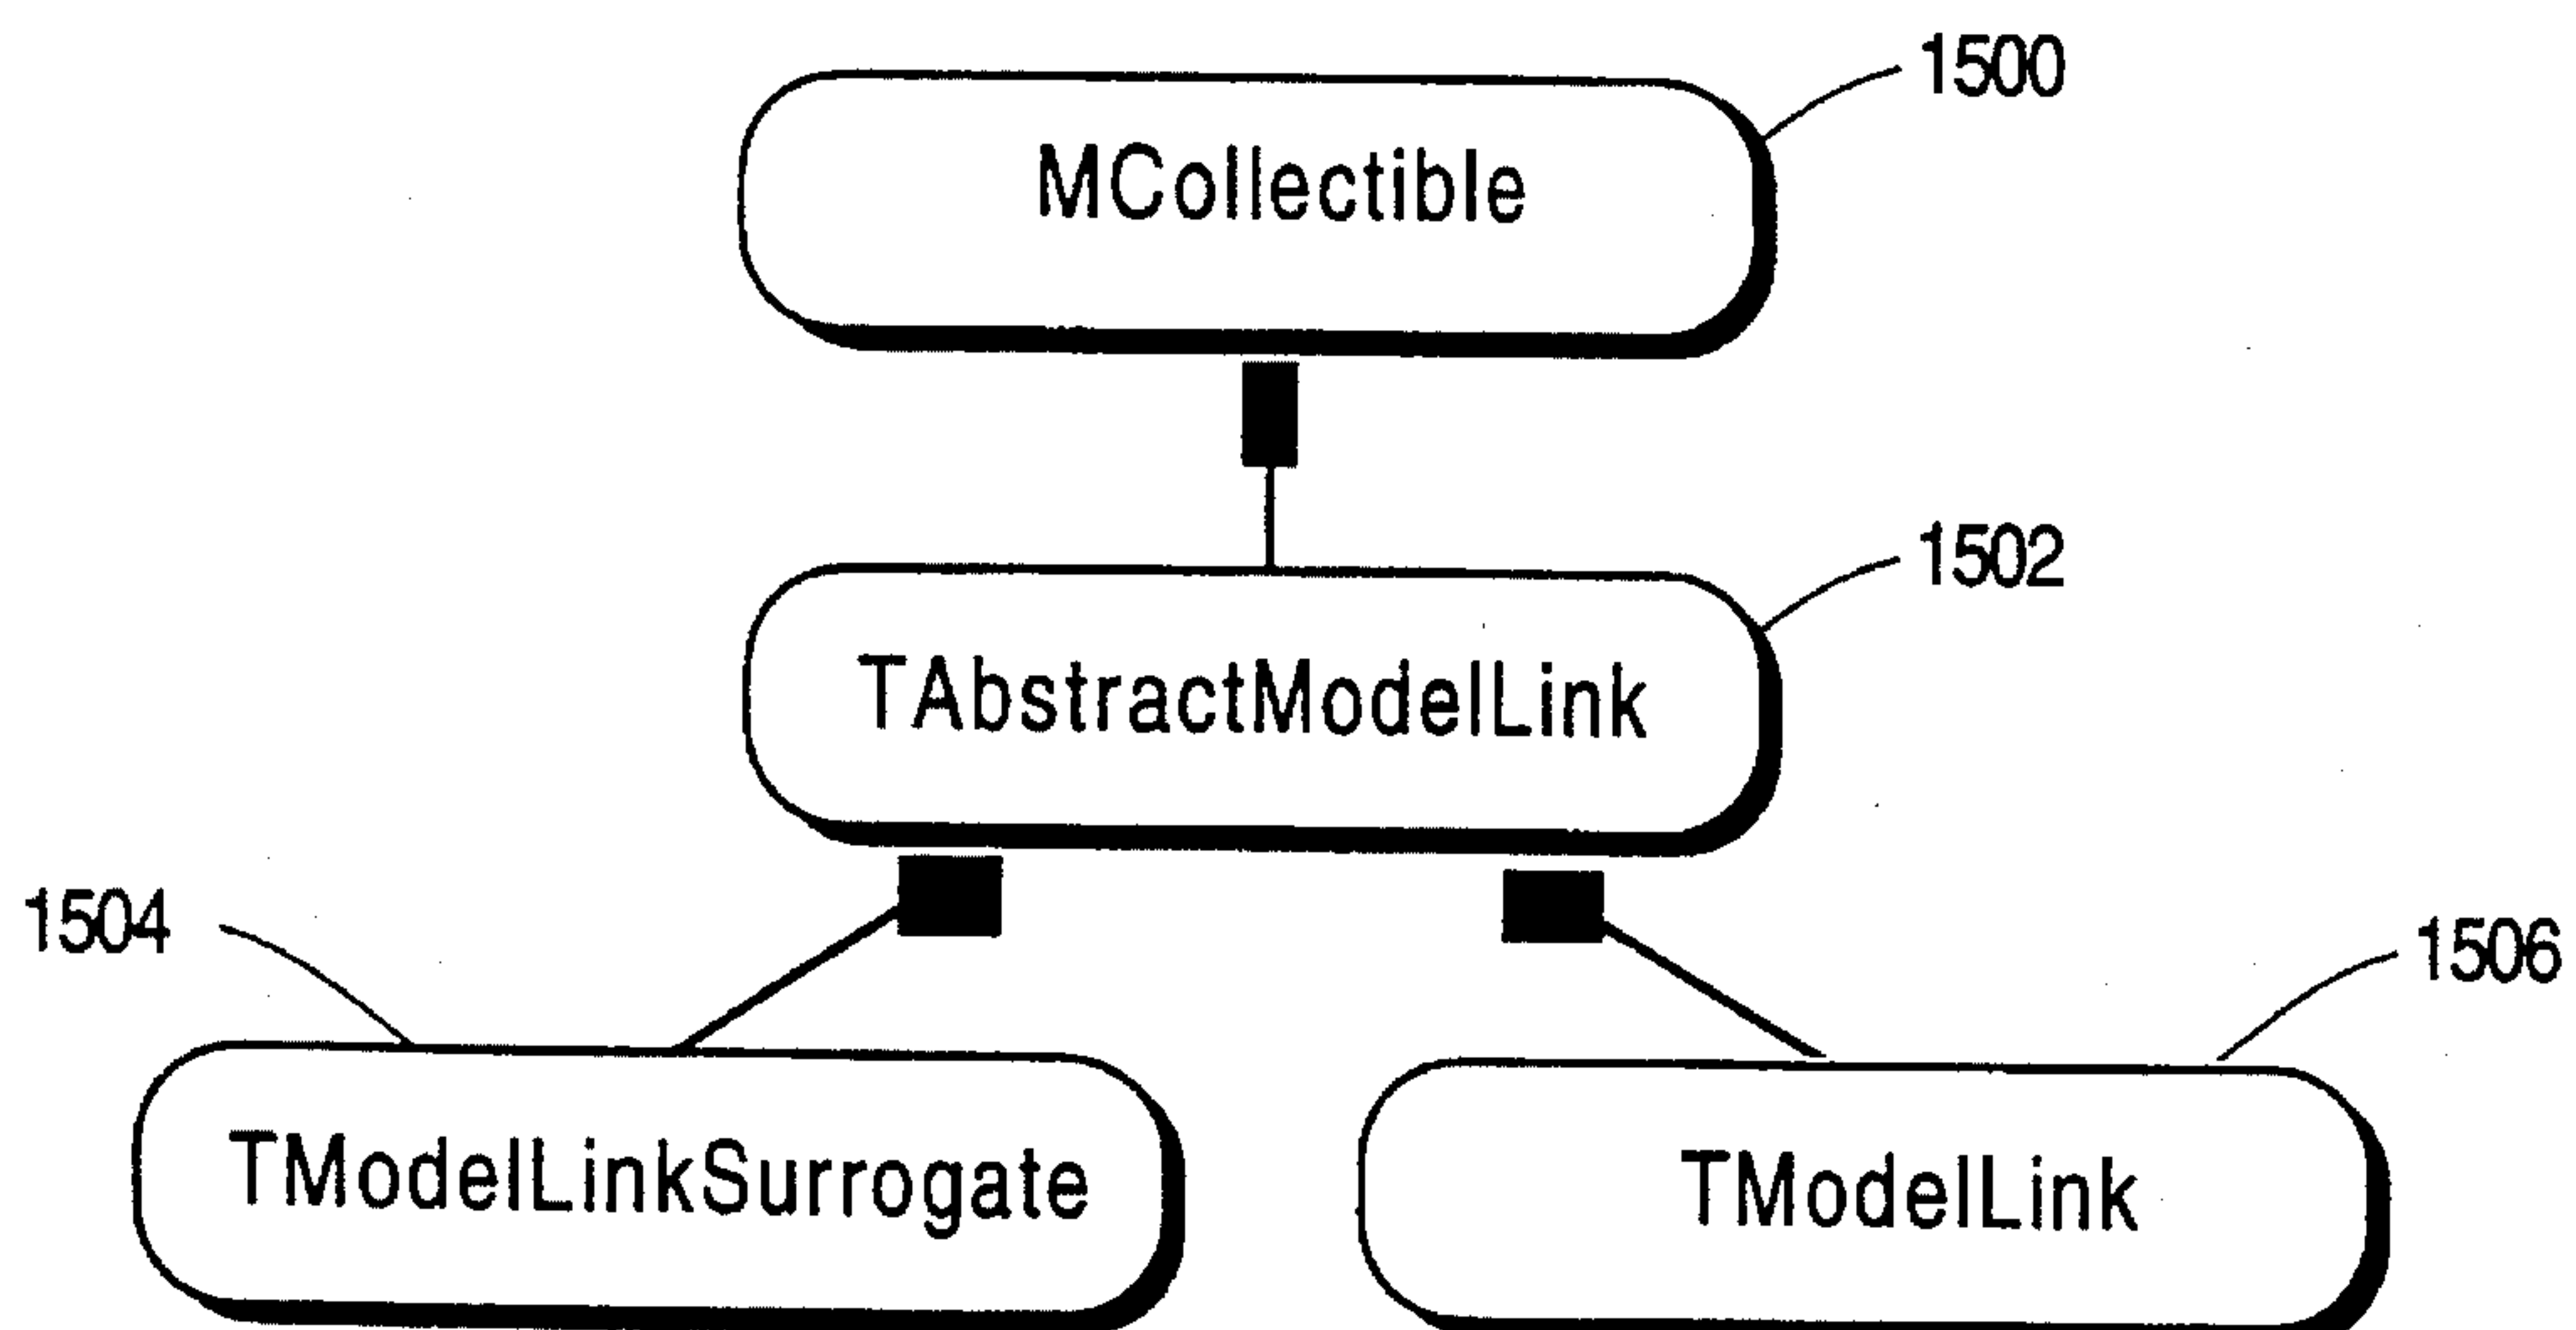 1500
MCollectible
1502
TAbstractModelLink
1504
1506
TModelLinkSurrogate
TModelLink